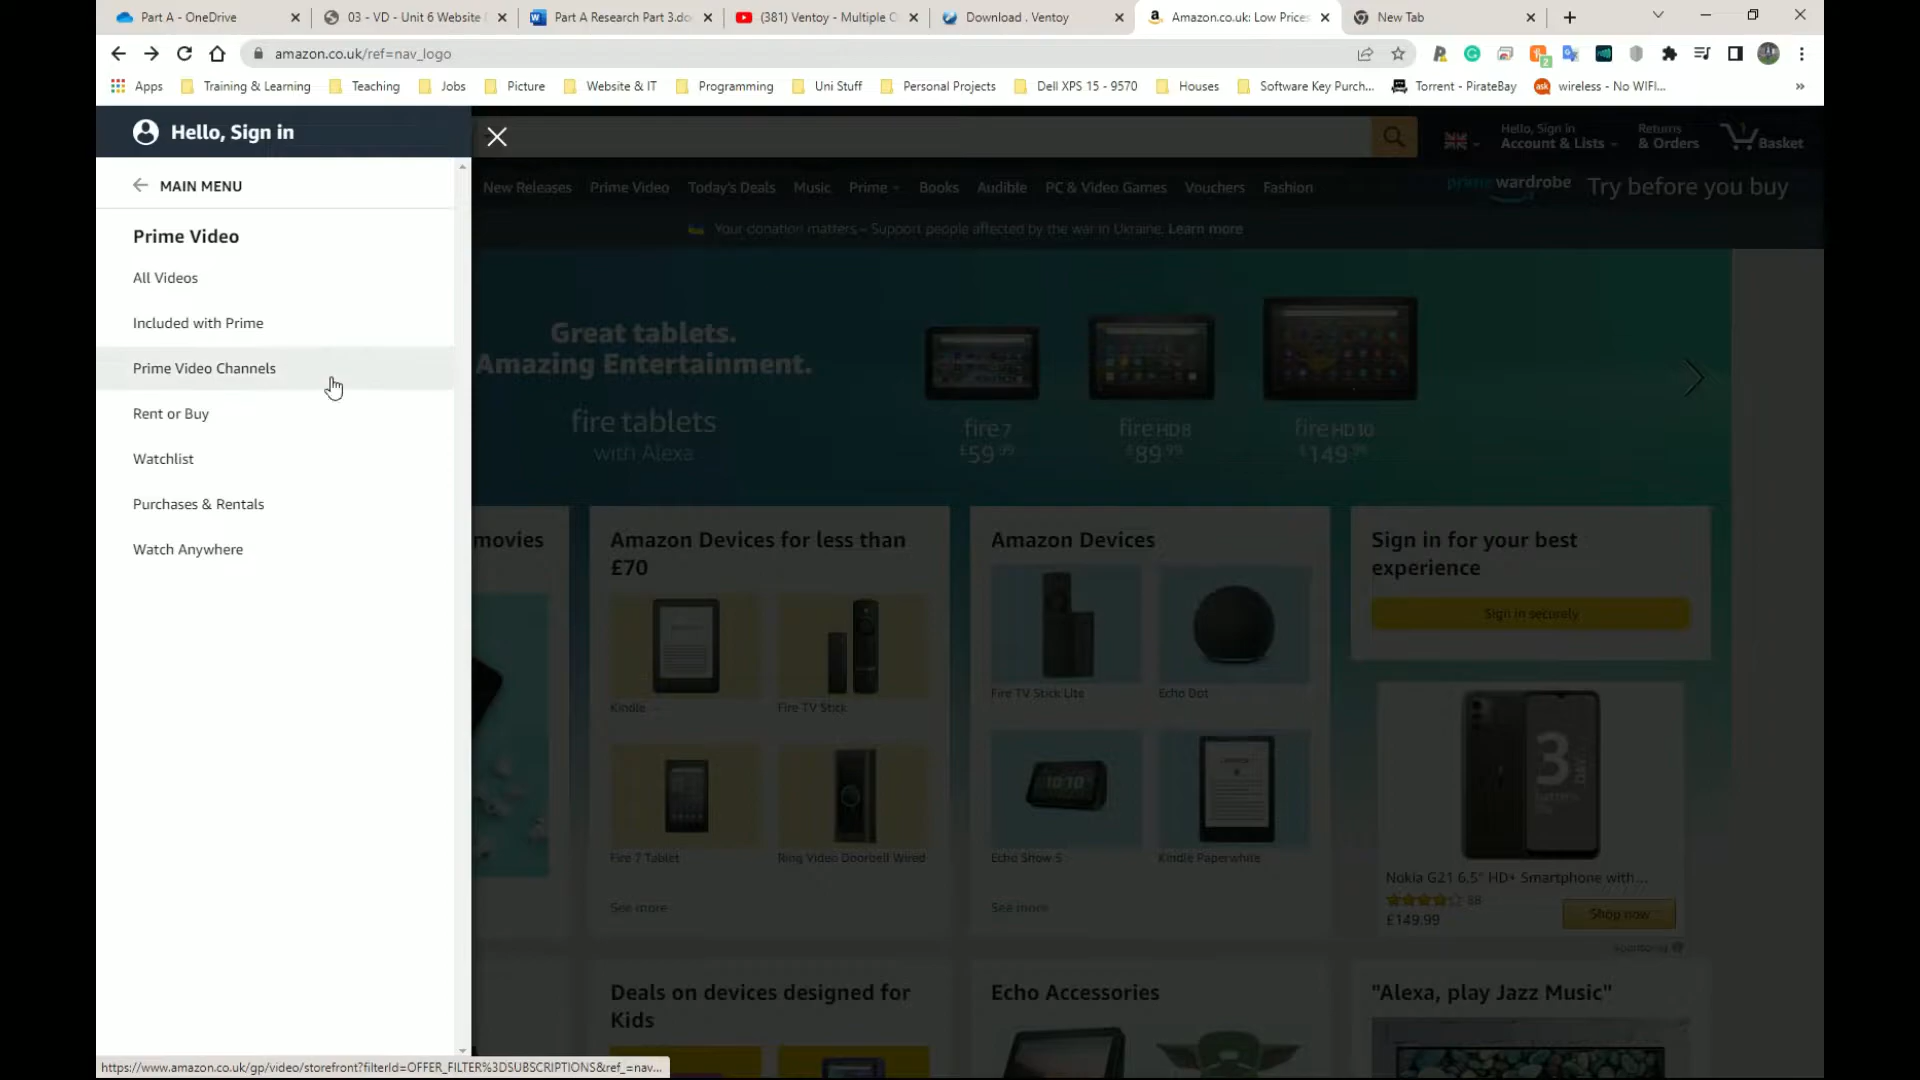 Part A - OneDrive
03 - VD - Unit 6 Website
Part A Research Part 3.do
(381) Ventoy - Multiple
Download . Ventoy
Amazon.co.uk: Low Prices
New Tab
amazon.co.uk/ref=nav_logo
2
Apps
Training & Learning
Teaching
Jobs
Picture
Website & IT
Programming
Uni Stuff
Personal Projects
Dell XPS 15 - 9570
Houses
Software Key Purch...
Torrent - PirateBay
ask
wireless - No WIFI...
»
Hello, Sign in
MAIN MENU
Prime Video
All Videos
Included with Prime
Prime Video Channels
Rent or Buy
Watchlist
Purchases & Rentals
Watch Anywhere
Hello, Sign in
Account & Lists
Returns
& Orders
Basket
New Releases
Prime Video
Today's Deals
Music
Prime
Books
Audible
PC & Video Games
Vouchers
Fashion
prime wardrobe
Try before you buy
Your donation matters – Support people affected by the war in Ukraine. Learn more
Great tablets.
Amazing Entertainment.
fire tablets
with Alexa
fire 7
£59.99
fire HD8
£89.99
fire HD10
£149.99
movies
Amazon Devices for less than
£70
Kindle
Fire TV Stick
Fire 7 Tablet
Ring Video Doorbell Wired
See more
Amazon Devices
Fire TV Stick Lite
Echo Dot
10:10
Echo Show 5
Kindle Paperwhite
See more
Sign in for your best
experience
Sign in securely
3
DAY
Nokia G21 6.5" HD+ Smartphone with...
88
£149.99
Shop now
Sponsored
Deals on devices designed for
Kids
Echo Accessories
"Alexa, play Jazz Music"
https://www.amazon.co.uk/gp/video/storefront?filterId=OFFER_FILTER%3DSUBSCRIPTIONS&ref_=nav...